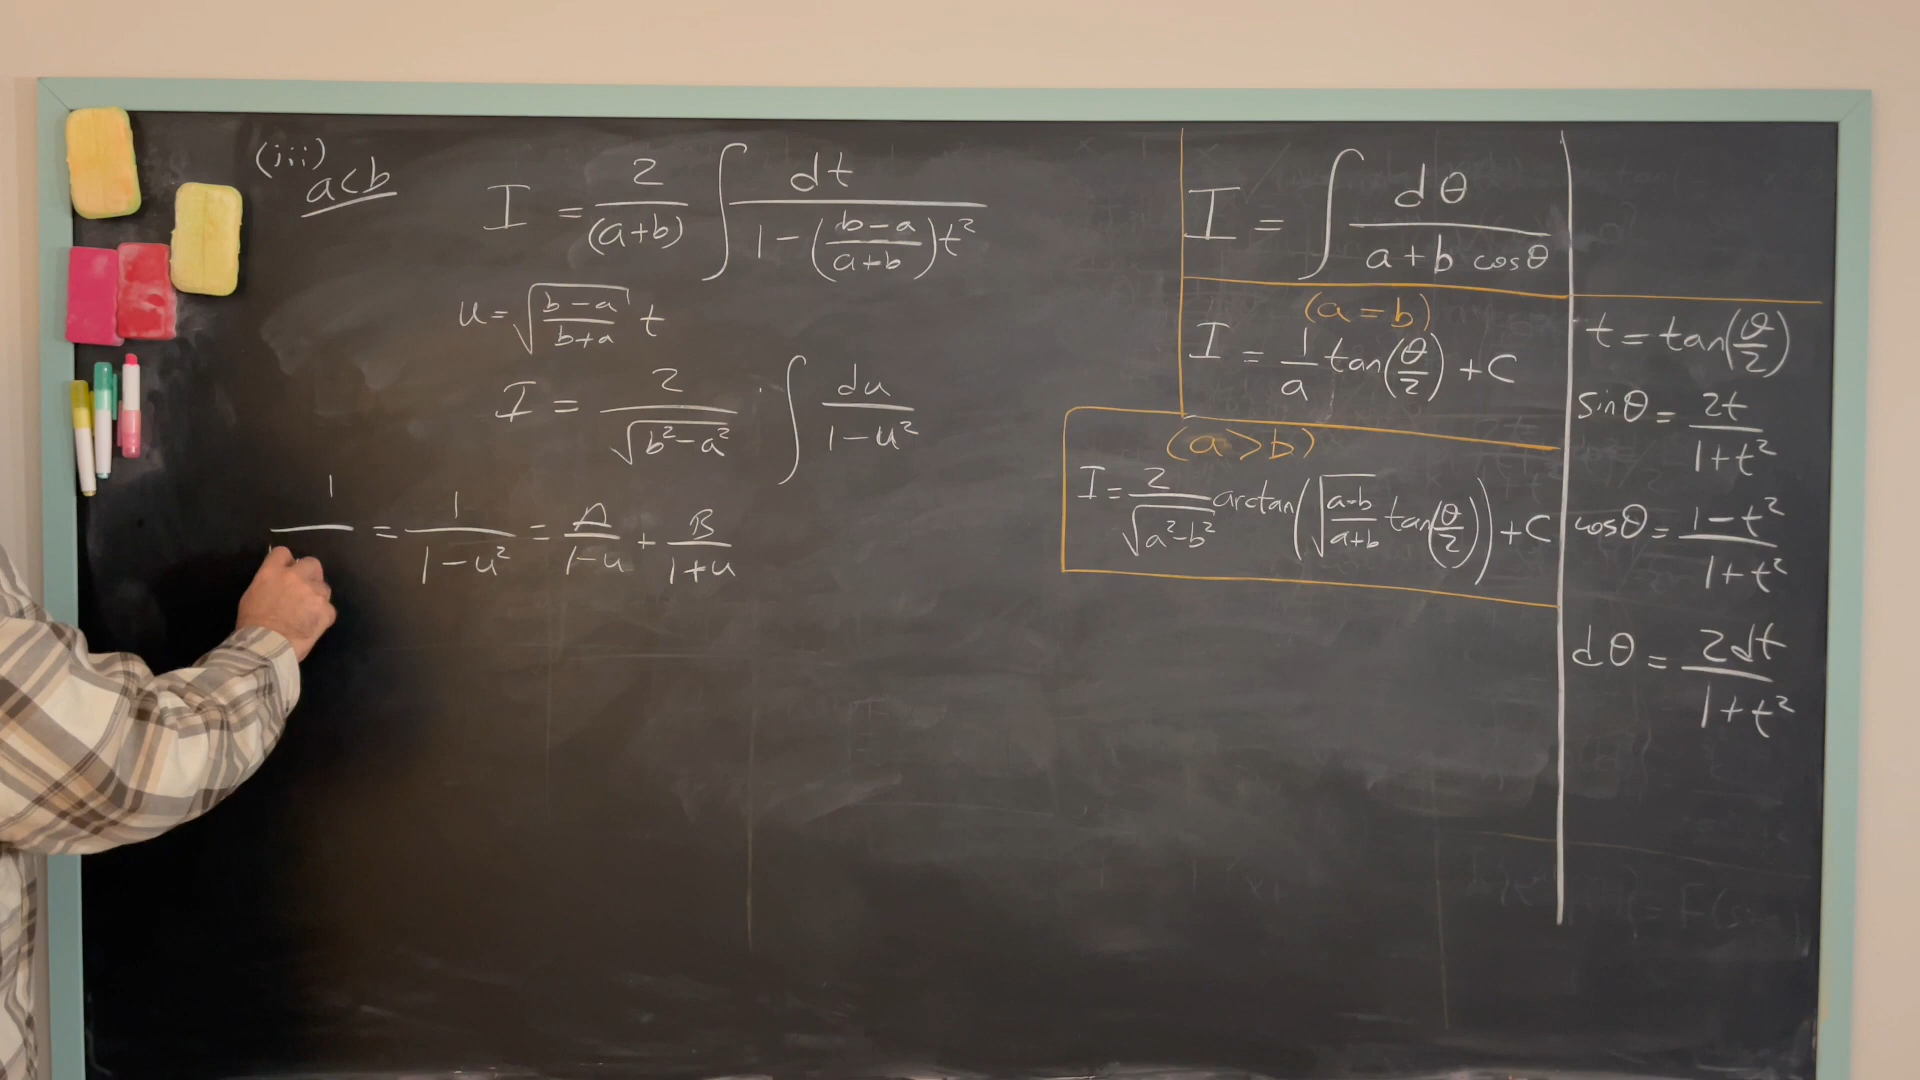 (iii) a<b
I = 2/(a+b) ∫ dt/(1-((b-a)/(a+b))t²)
u=√((b-a)/(b+a)) t
I = 2/√(b²-a²) · ∫ du/(1-u²)
1/ = 1/(1-u²) = A/(1-u) + B/(1+u)
I = ∫ dθ/(a+b cosθ)
(a=b)
I = 1/a tan(θ/2) + C
(a>b)
I = 2/√(a²-b²) arctan(√((a-b)/(a+b)) tan(θ/2)) + C
t = tan(θ/2)
sinθ = 2t/(1+t²)
cosθ = (1-t²)/(1+t²)
dθ = 2dt/(1+t²)